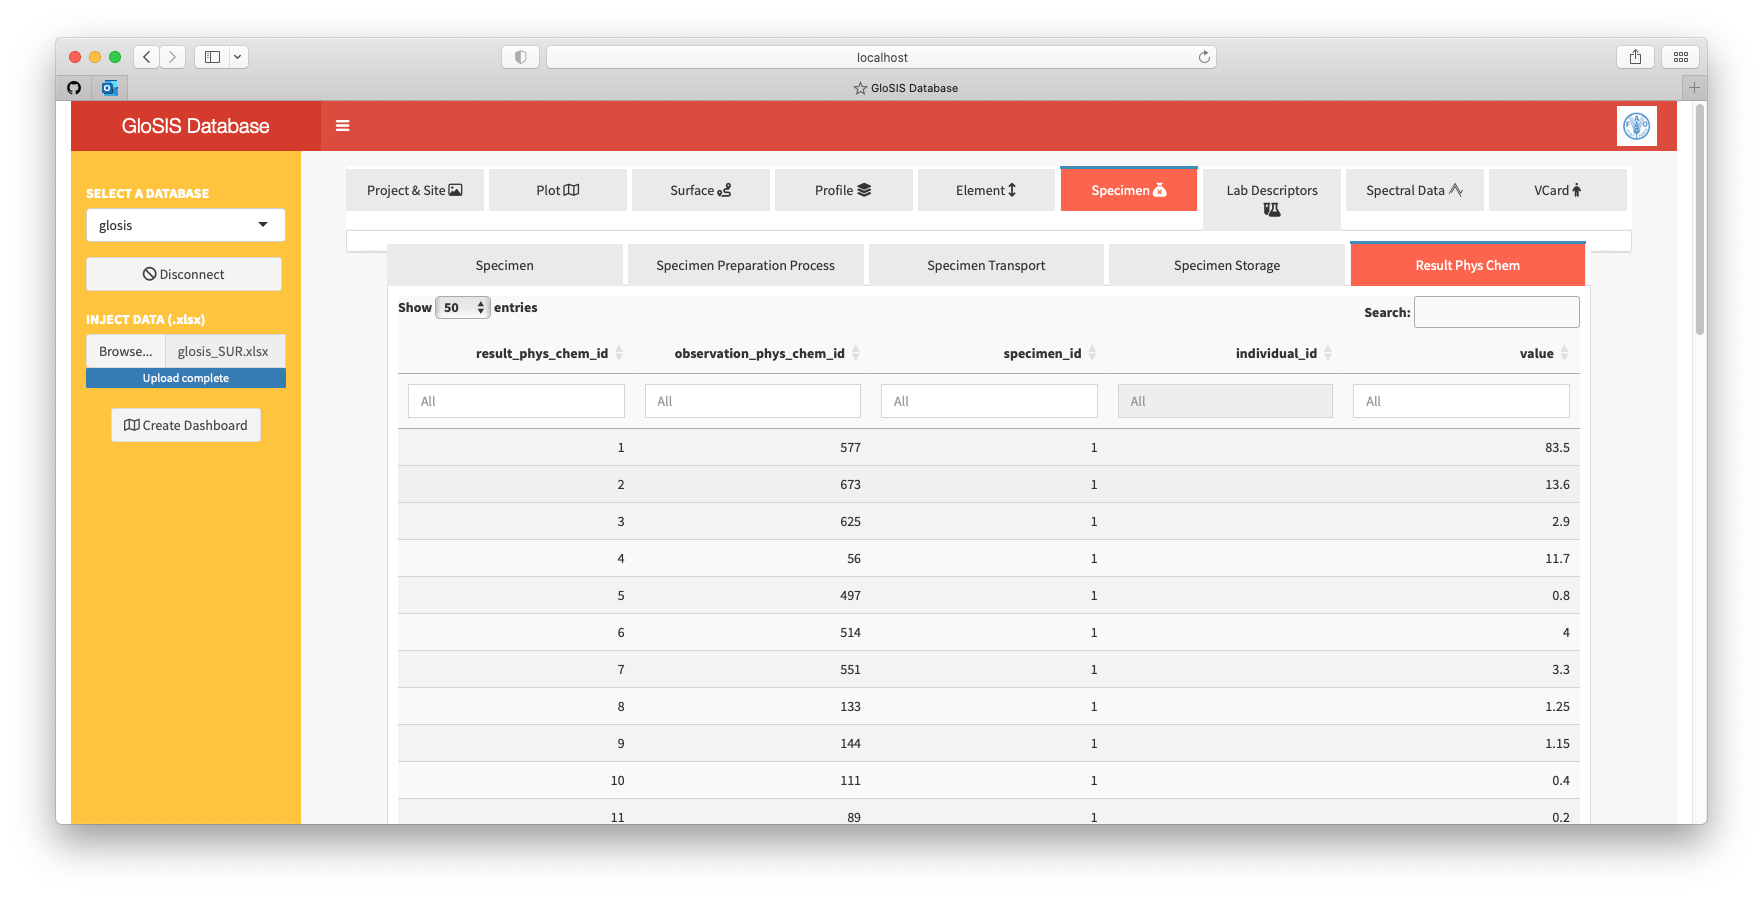 localhost
GloSIS Database
GloSIS Database
Project & Site
Plot
Surface
Profile
Element
Specimen
Lab Descriptors
Spectral Data
VCard
SELECT A DATABASE
glosis
Disconnect
INJECT DATA (.xlsx)
Browse... glosis_SUR.xlsx
Upload complete
Create Dashboard
Specimen
Specimen Preparation Process
Specimen Transport
Specimen Storage
Result Phys Chem
Show 50 entries
Search:
result_phys_chem_id observation_phys_chem_id specimen_id individual_id value
All All All All All
1 577 1 83.5
2 673 1 13.6
3 625 1 2.9
4 56 1 11.7
5 497 1 0.8
6 514 1 4
7 551 1 3.3
8 133 1 1.25
9 144 1 1.15
10 111 1 0.4
11 89 1 0.2